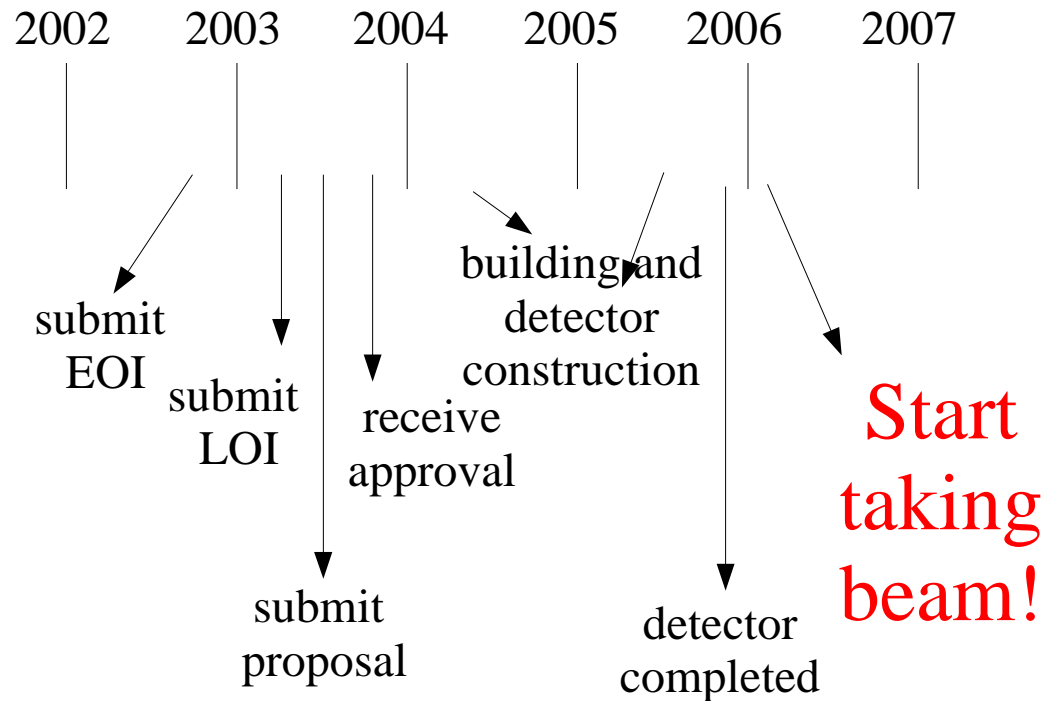 2002 2003 2004 2005 2006 2007
submit
EOI
submit
LOI
submit
proposal
receive
approval
building and
detector
construction
detector
completed
Start
taking
beam!